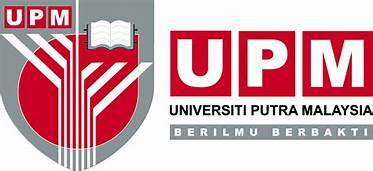 UPM
UPM
UNIVERSITI PUTRA MALAYSIA
BERILMU BERBAKTI